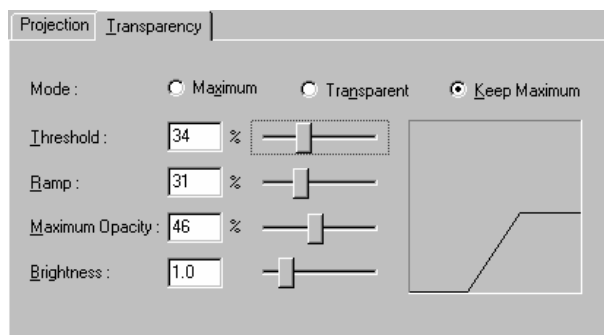 Projection Transparency
Mode : Maximum Transparent Keep Maximum
Threshold : 34 %
Ramp : 31 %
Maximum Opacity : 46 %
Brightness : 1.0